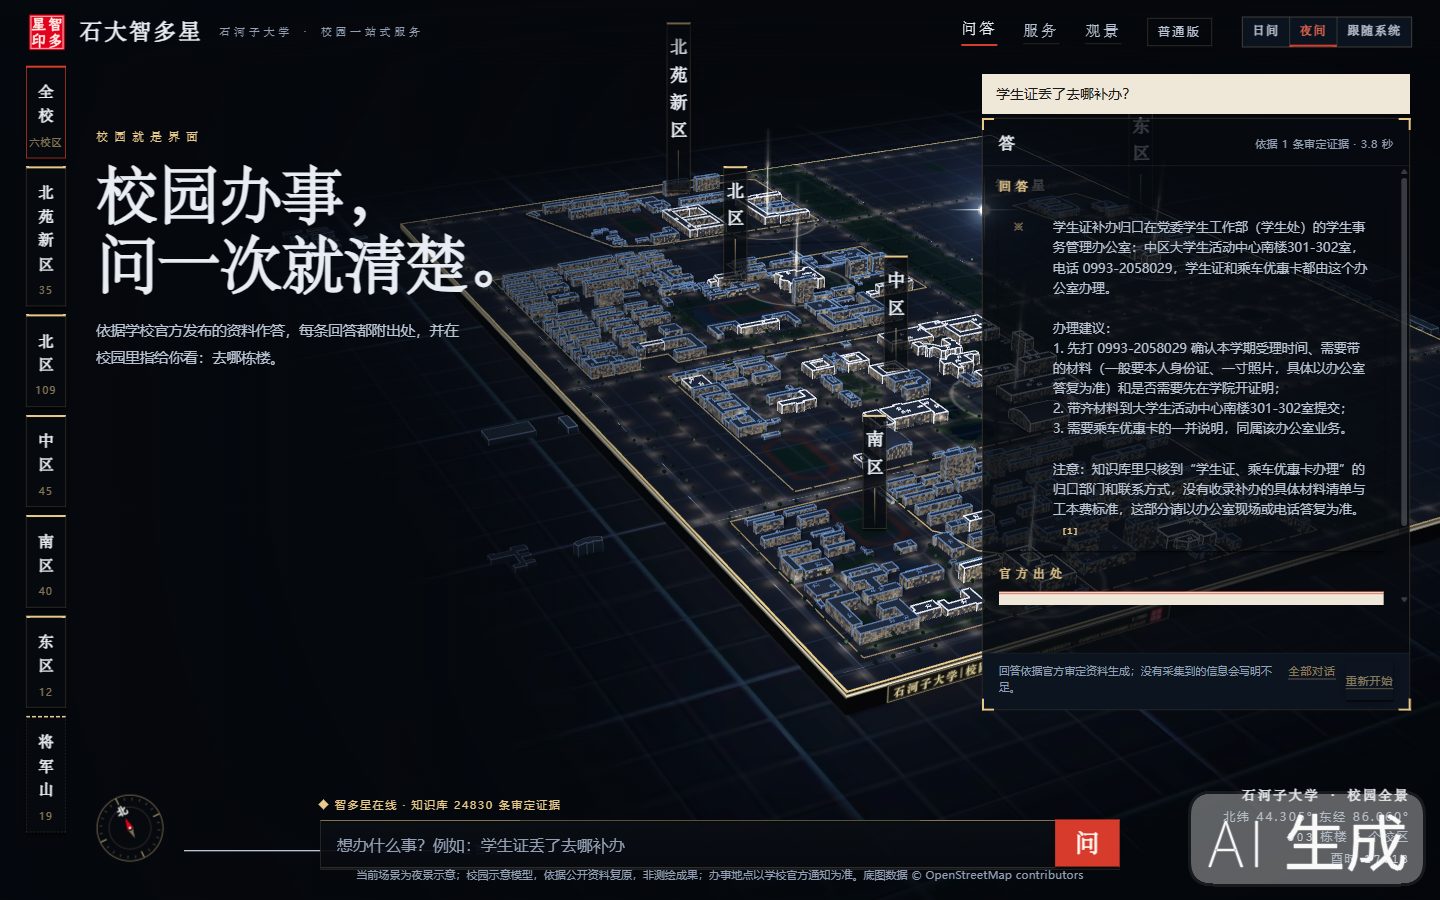 星智
印多
石大智多星
石河子大学 · 校园一站式服务
问答
服务
观景
普通版
日间
夜间
跟随系统
全校
六校区
北苑新区
35
北区
109
中区
45
南区
40
东区
12
将军山
19
校园就是界面
校园办事，
问一次就清楚。
依据学校官方发布的资料作答，每条回答都附出处，并在
校园里指给你看：去哪栋楼。
北苑新区
北区
中区
南区
东区
石河子大学|校
北
学生证丢了去哪补办？
答
依据 1 条审定证据 · 3.8 秒
回答
※
学生证补办归口在党委学生工作部（学生处）的学生事
务管理办公室：中区大学生活动中心南楼301-302室，
电话 0993-2058029，学生证和乘车优惠卡都由这个办
公室办理。
办理建议：
1. 先打 0993-2058029 确认本学期受理时间、需要带
的材料（一般要本人身份证、一寸照片，具体以办公室
答复为准）和是否需要先在学院开证明；
2. 带齐材料到大学生活动中心南楼301-302室提交；
3. 需要乘车优惠卡的一并说明，同属该办公室业务。
注意：知识库里只核到“学生证、乘车优惠卡办理”的
归口部门和联系方式，没有收录补办的具体材料清单与
工本费标准，这部分请以办公室现场或电话答复为准。
[1]
官方出处
回答依据官方审定资料生成；没有采集到的信息会写明不
足。
全部对话
重新开始
◆ 智多星在线 · 知识库 24830 条审定证据
想办什么事？例如：学生证丢了去哪补办
问
当前场景为夜景示意；校园示意模型，依据公开资料复原，非测绘成果；办事地点以学校官方通知为准。底图数据 © OpenStreetMap contributors
石河子大学 · 校园全景
AI 生成